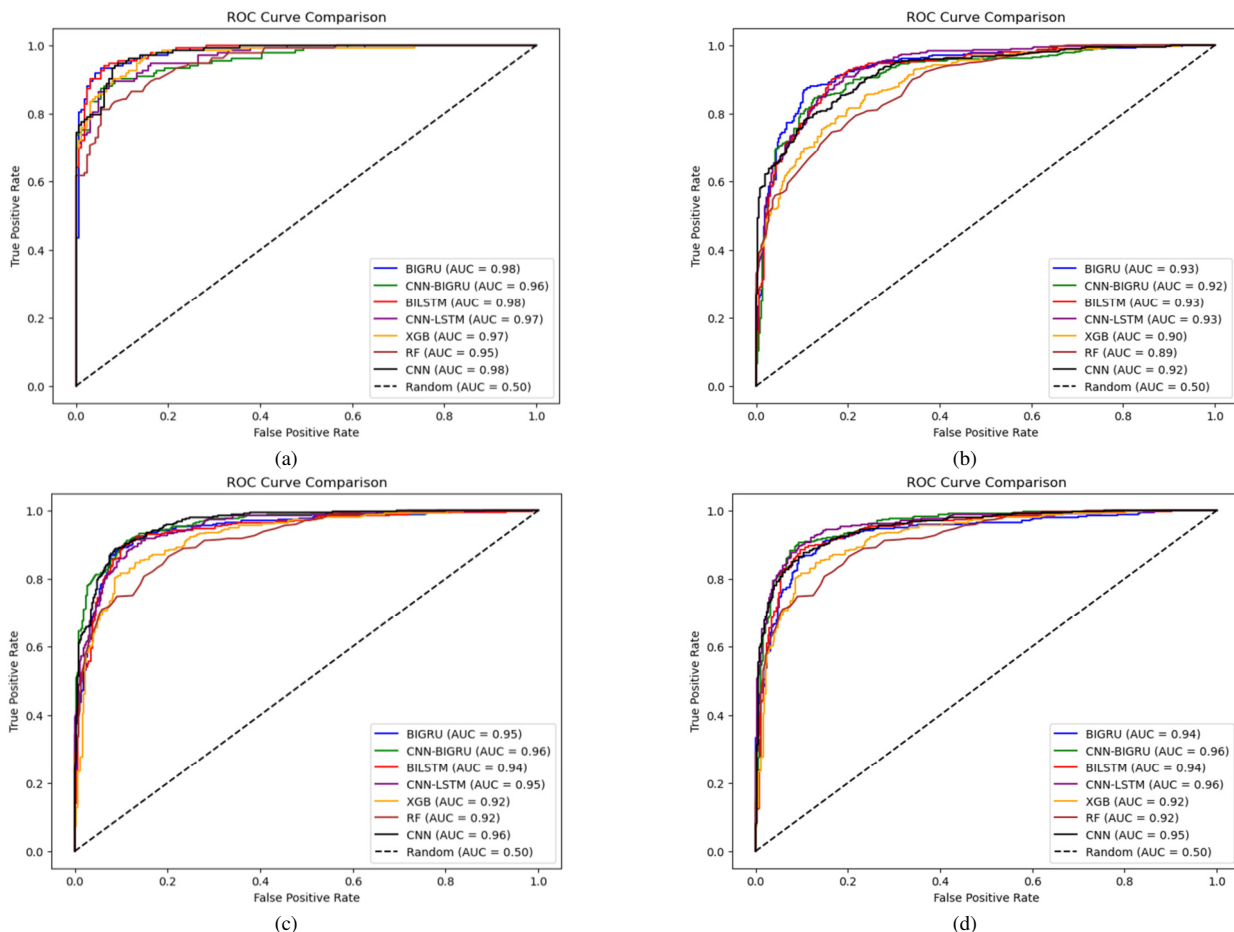 ROC Curve Comparison
1.0
0.8
0.6
0.4
0.2
0.0
True Positive Rate
BIGRU (AUC = 0.98)
CNN-BIGRU (AUC = 0.96)
BILSTM (AUC = 0.98)
CNN-LSTM (AUC = 0.97)
XGB (AUC = 0.97)
RF (AUC = 0.95)
CNN (AUC = 0.98)
Random (AUC = 0.50)
0.0 0.2 0.4 0.6 0.8 1.0
False Positive Rate
(a)
ROC Curve Comparison
1.0
0.8
0.6
0.4
0.2
0.0
True Positive Rate
BIGRU (AUC = 0.93)
CNN-BIGRU (AUC = 0.92)
BILSTM (AUC = 0.93)
CNN-LSTM (AUC = 0.93)
XGB (AUC = 0.90)
RF (AUC = 0.89)
CNN (AUC = 0.92)
Random (AUC = 0.50)
0.0 0.2 0.4 0.6 0.8 1.0
False Positive Rate
(b)
ROC Curve Comparison
1.0
0.8
0.6
0.4
0.2
0.0
True Positive Rate
BIGRU (AUC = 0.95)
CNN-BIGRU (AUC = 0.96)
BILSTM (AUC = 0.94)
CNN-LSTM (AUC = 0.95)
XGB (AUC = 0.92)
RF (AUC = 0.92)
CNN (AUC = 0.96)
Random (AUC = 0.50)
0.0 0.2 0.4 0.6 0.8 1.0
False Positive Rate
(c)
ROC Curve Comparison
1.0
0.8
0.6
0.4
0.2
0.0
True Positive Rate
BIGRU (AUC = 0.94)
CNN-BIGRU (AUC = 0.96)
BILSTM (AUC = 0.94)
CNN-LSTM (AUC = 0.96)
XGB (AUC = 0.92)
RF (AUC = 0.92)
CNN (AUC = 0.95)
Random (AUC = 0.50)
0.0 0.2 0.4 0.6 0.8 1.0
False Positive Rate
(d)